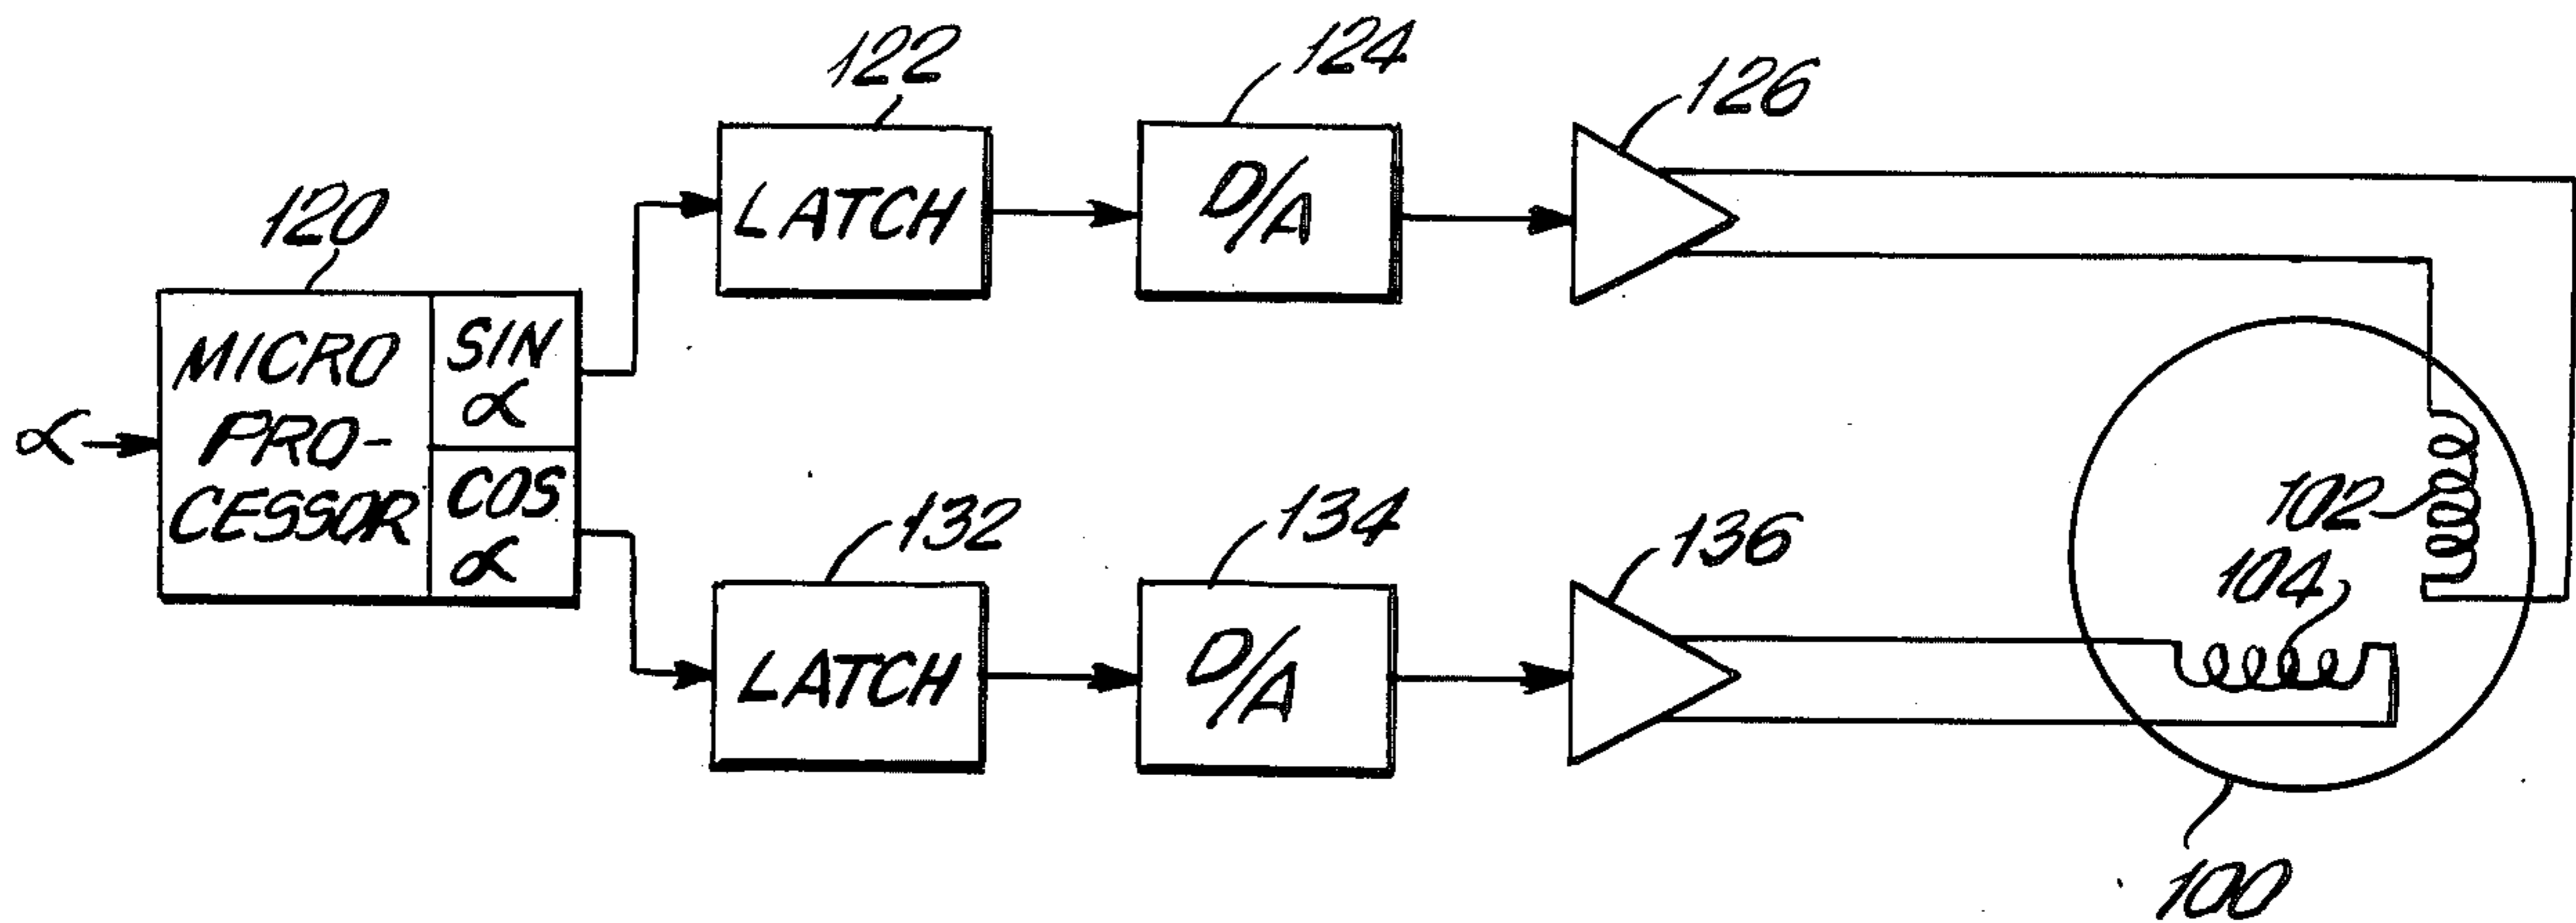 122
124
126
120
LATCH
D/A
MICRO
PRO-
CESSOR
SIN
α
COS
α
α
102
104
132
134
136
LATCH
D/A
100